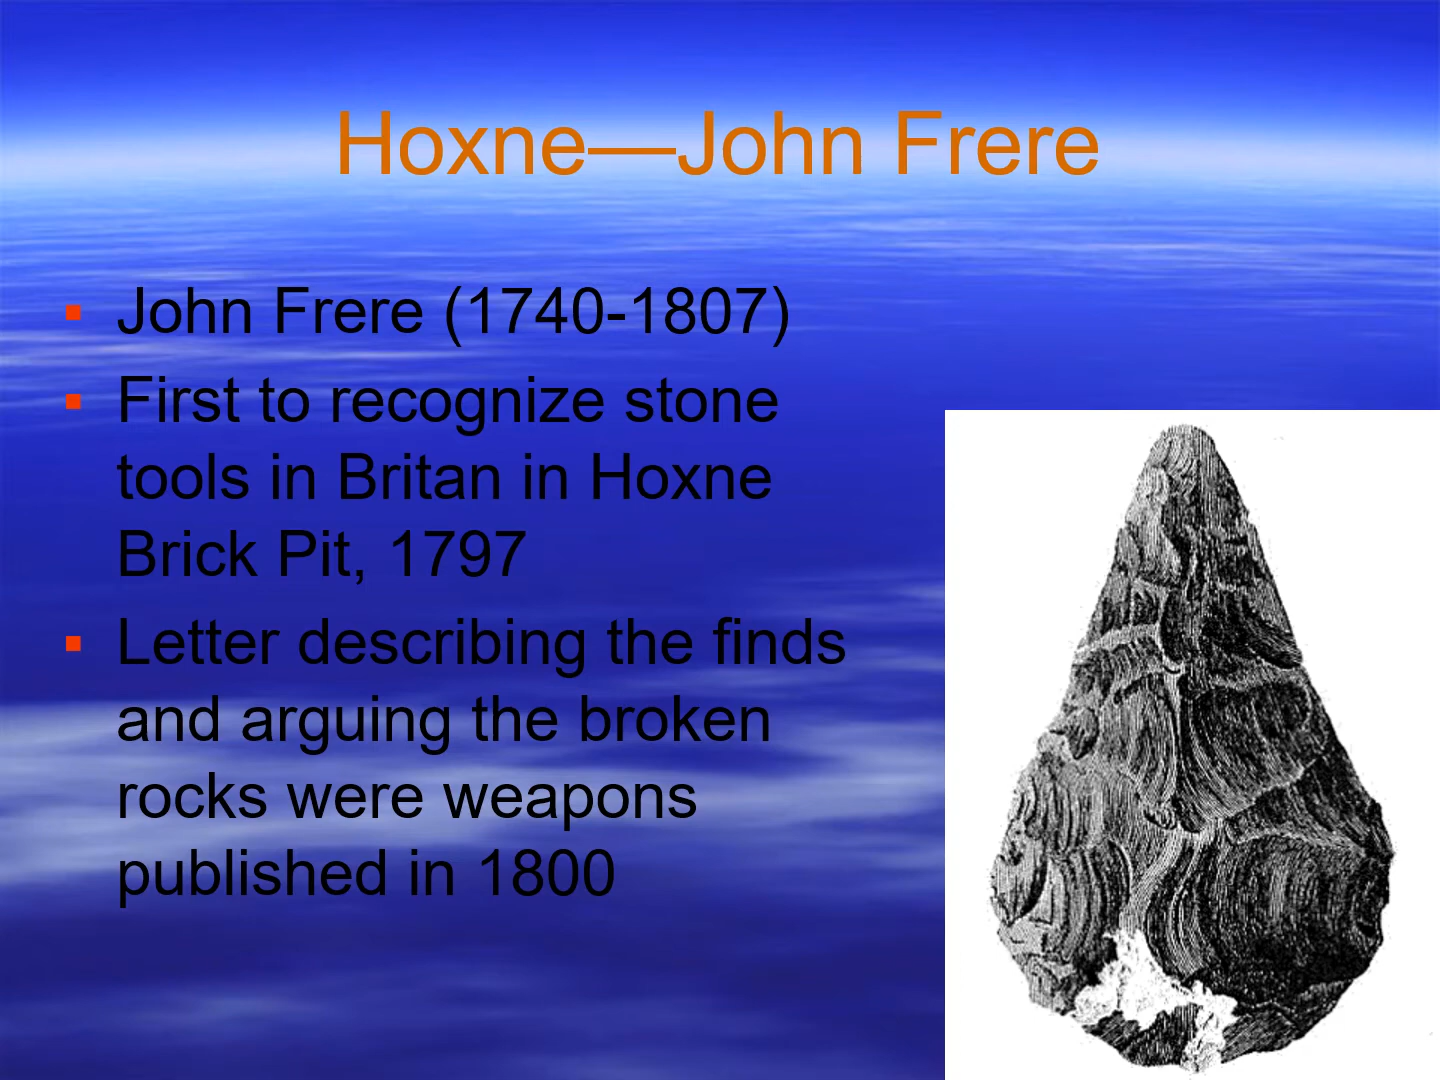 Hoxne—John Frere
▪ John Frere (1740-1807)
▪ First to recognize stone
tools in Britan in Hoxne
Brick Pit, 1797
▪ Letter describing the finds
and arguing the broken
rocks were weapons
published in 1800